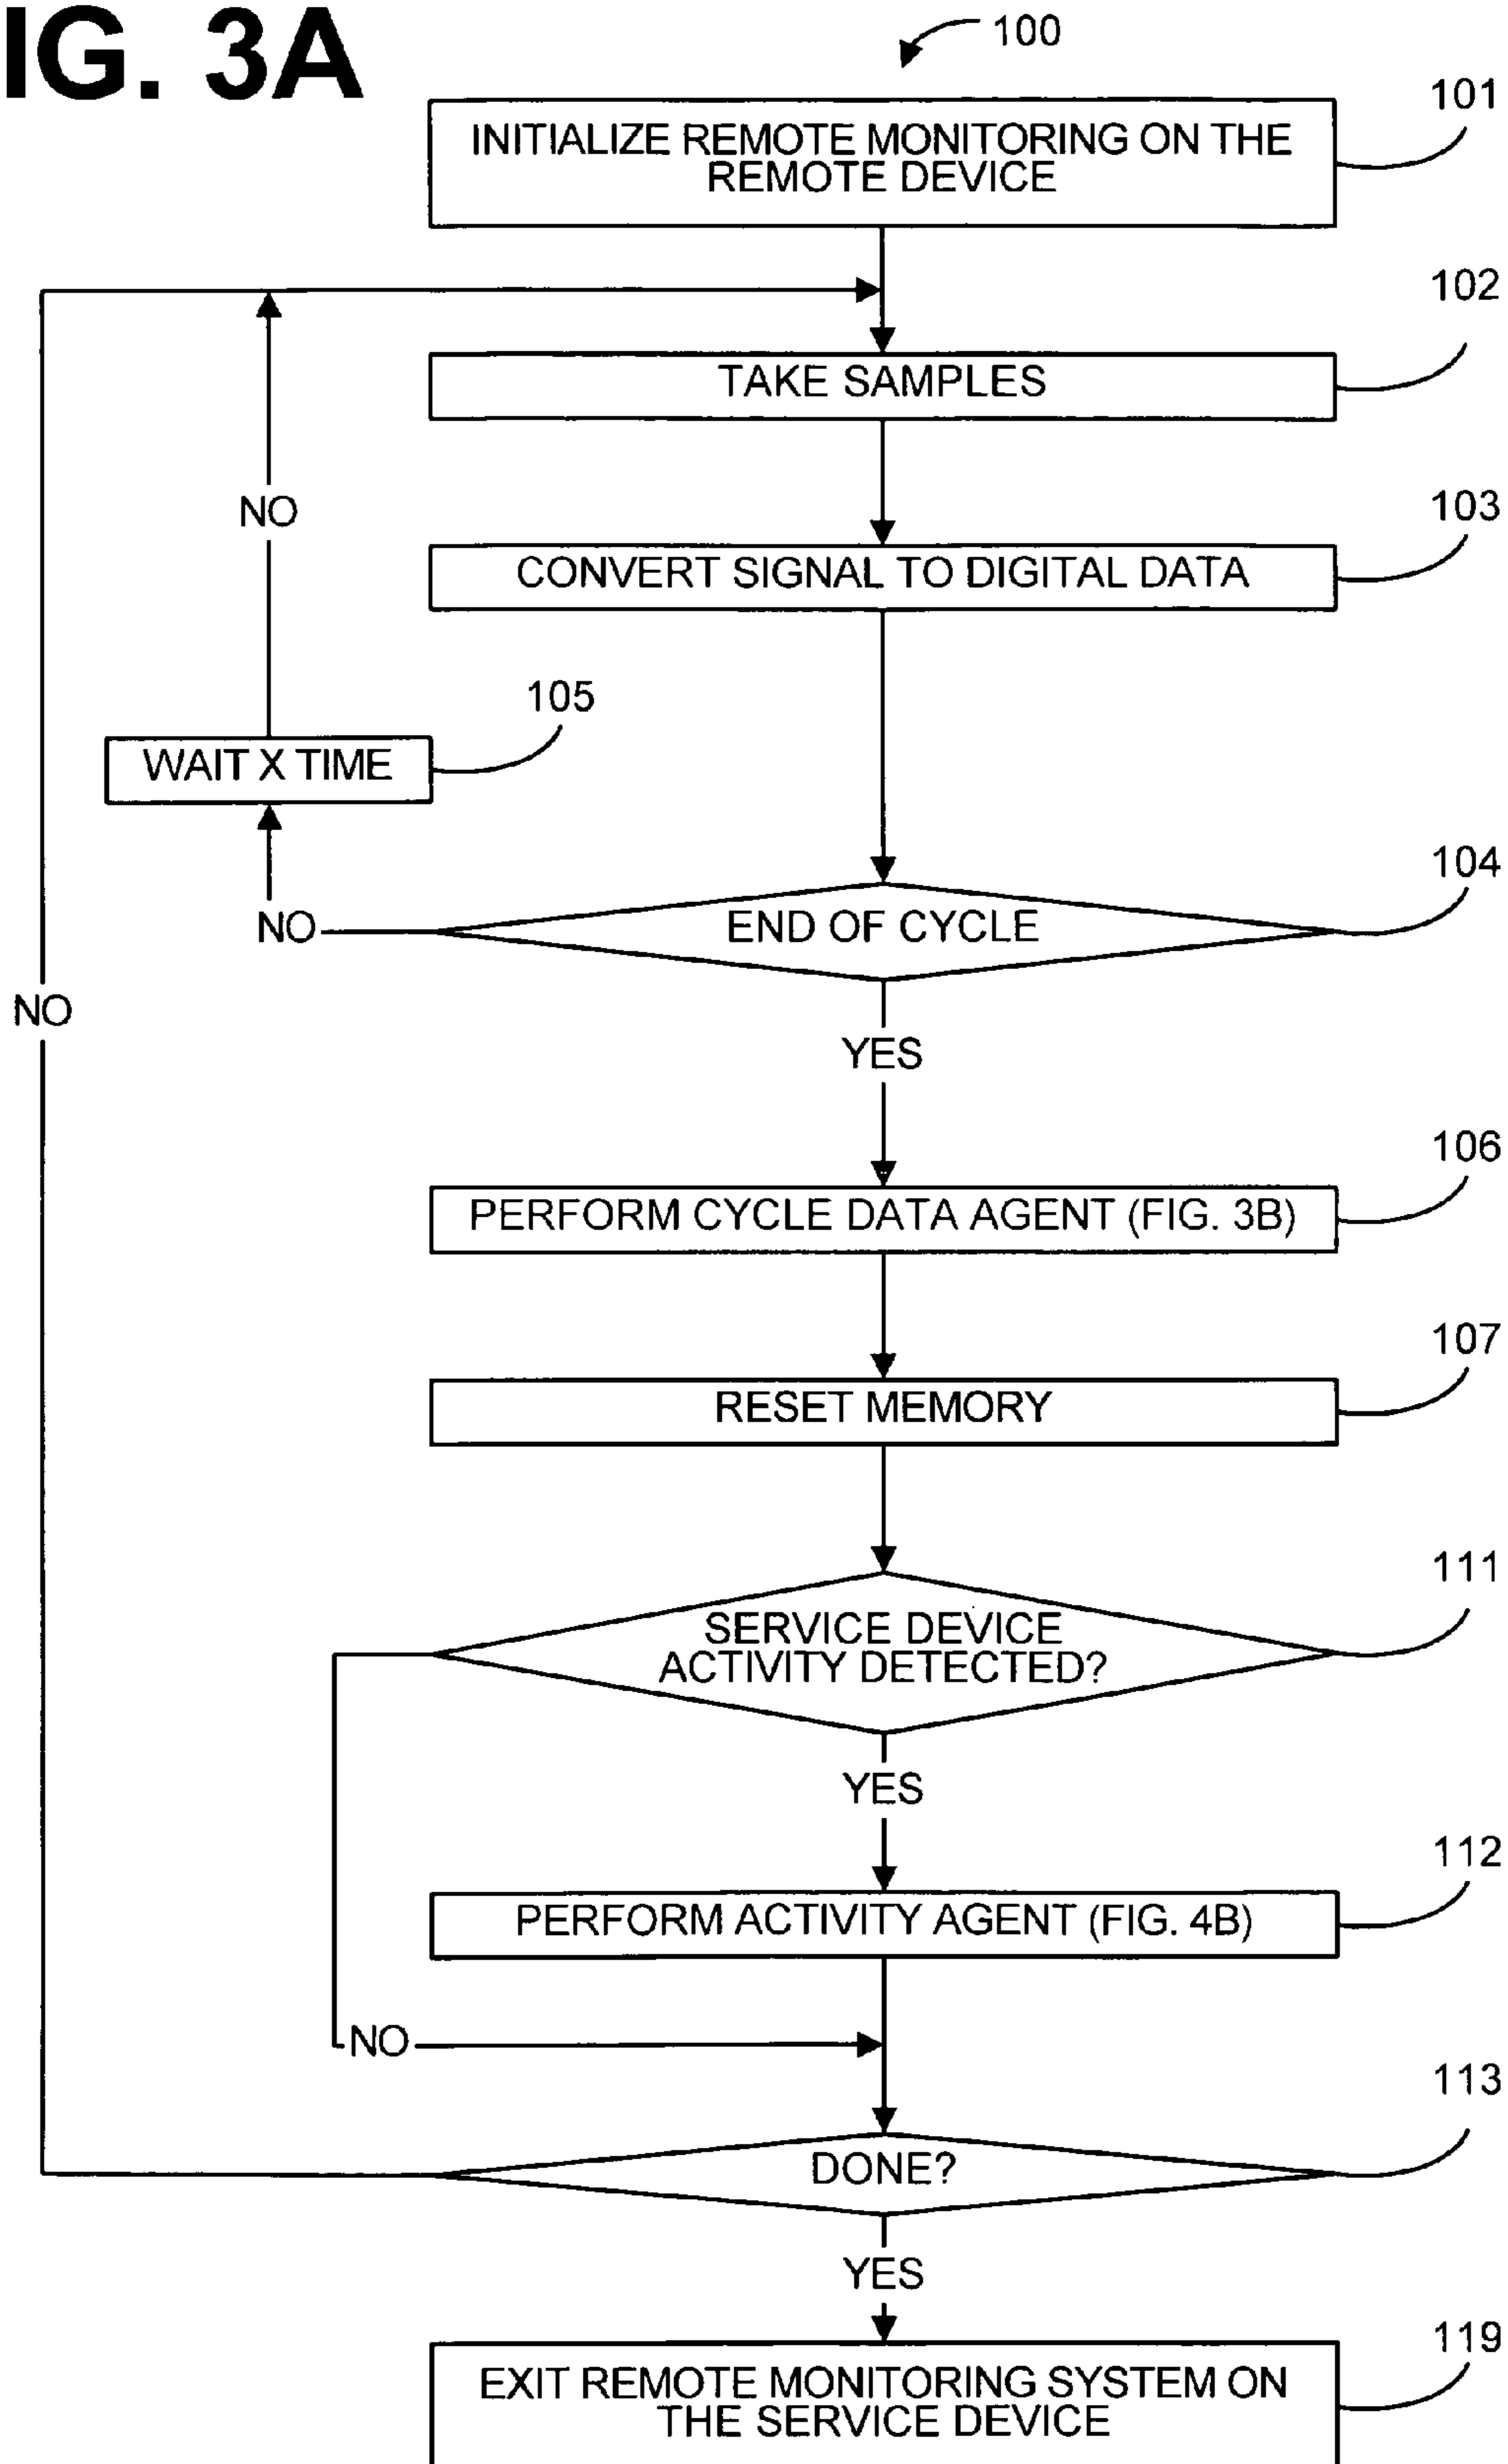 IG. 3A
100
101
INITIALIZE REMOTE MONITORING ON THE
REMOTE DEVICE
102
TAKE SAMPLES
NO
103
CONVERT SIGNAL TO DIGITAL DATA
105
WAIT X TIME
104
NO
END OF CYCLE
NO
YES
106
PERFORM CYCLE DATA AGENT (FIG. 3B)
107
RESET MEMORY
111
SERVICE DEVICE
ACTIVITY DETECTED?
YES
112
PERFORM ACTIVITY AGENT (FIG. 4B)
NO
113
DONE?
YES
119
EXIT REMOTE MONITORING SYSTEM ON
THE SERVICE DEVICE